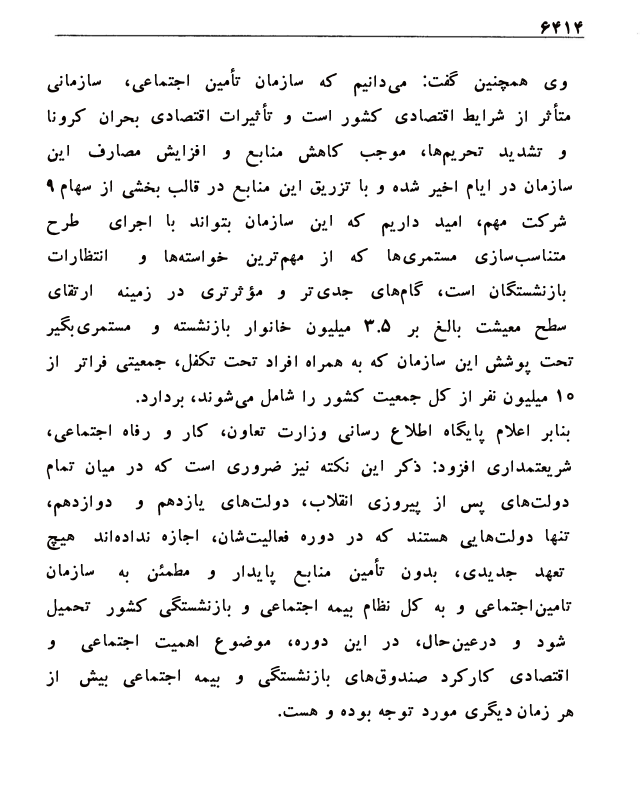 ۶۴۱۴
وی همچنین گفت: می‌دانیم که سازمان تأمین اجتماعی، سازمانی
متأثر از شرایط اقتصادی کشور است و تأثیرات اقتصادی بحران کرونا
و تشدید تحریم‌ها، موجب کاهش منابع و افزایش مصارف این
سازمان در ایام اخیر شده و با تزریق این منابع در قالب بخشی از سهام ۹
شرکت مهم، امید داریم که این سازمان بتواند با اجرای طرح
متناسب‌سازی مستمری‌ها که از مهم‌ترین خواسته‌ها و انتظارات
بازنشستگان است، گام‌های جدی‌تر و مؤثرتری در زمینه ارتقای
سطح معیشت بالغ بر ۳.۵ میلیون خانوار بازنشسته و مستمری‌بگیر
تحت پوشش این سازمان که به همراه افراد تحت تکفل، جمعیتی فراتر از
۱۰ میلیون نفر از کل جمعیت کشور را شامل می‌شوند، بردارد.
بنابر اعلام پایگاه اطلاع رسانی وزارت تعاون، کار و رفاه اجتماعی،
شریعتمداری افزود: ذکر این نکته نیز ضروری است که در میان تمام
دولت‌های پس از پیروزی انقلاب، دولت‌های یازدهم و دوازدهم،
تنها دولت‌هایی هستند که در دوره فعالیت‌شان، اجازه نداده‌اند هیچ
تعهد جدیدی، بدون تأمین منابع پایدار و مطمئن به سازمان
تامین‌اجتماعی و به کل نظام بیمه اجتماعی و بازنشستگی کشور تحمیل
شود و درعین‌حال، در این دوره، موضوع اهمیت اجتماعی و
اقتصادی کارکرد صندوق‌های بازنشستگی و بیمه اجتماعی بیش از
هر زمان دیگری مورد توجه بوده و هست.